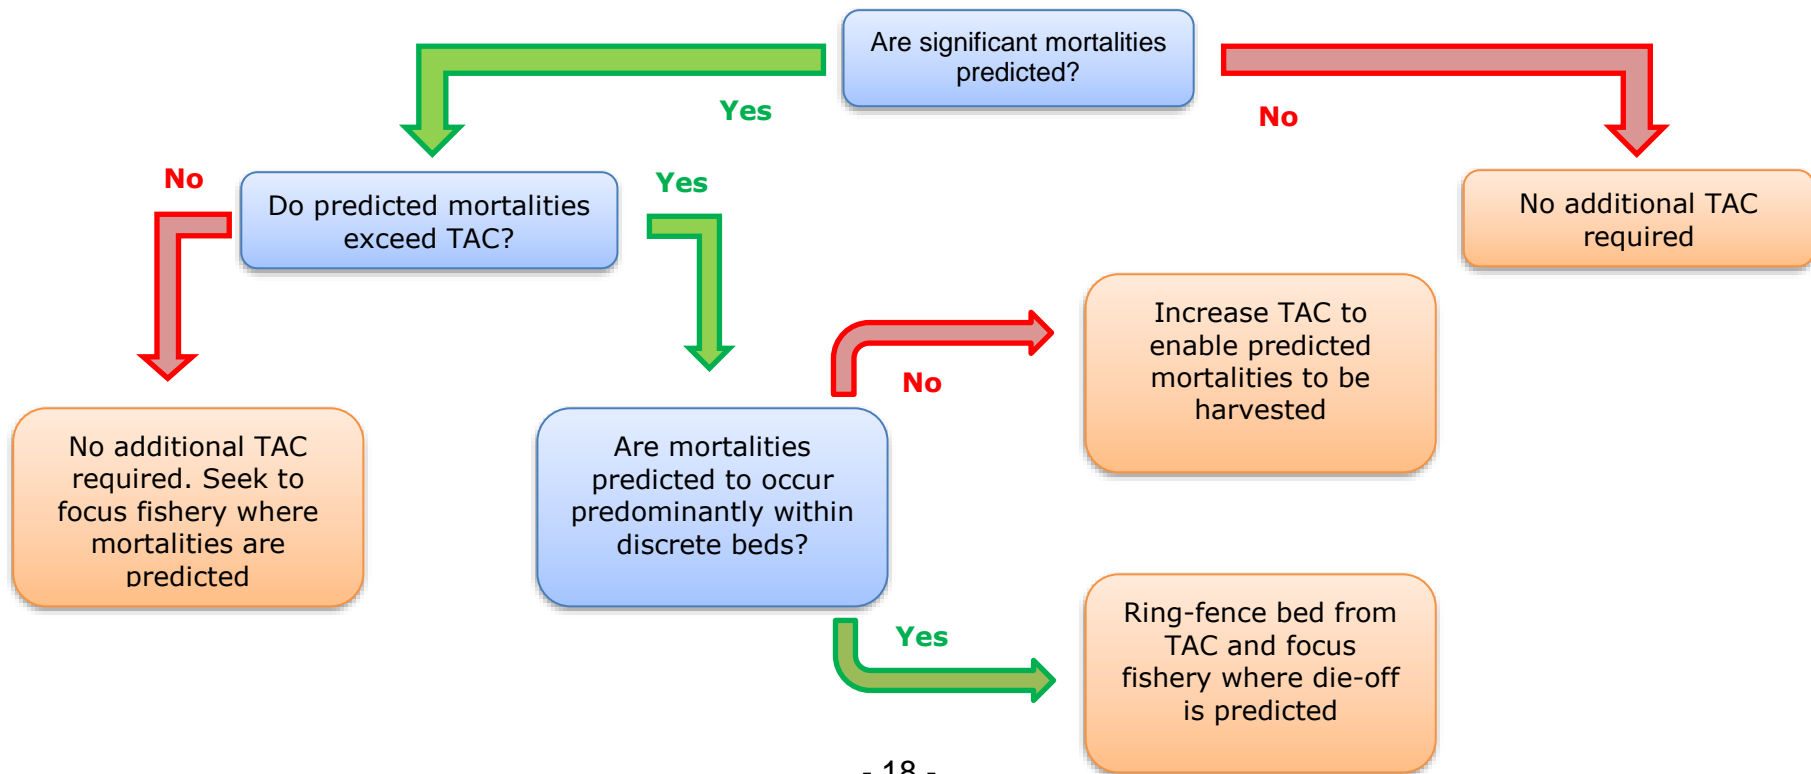 Are significant mortalities
predicted?
Yes
No
No
Do predicted mortalities
exceed TAC?
Yes
No additional TAC
required
No additional TAC
required. Seek to
focus fishery where
mortalities are
predicted
Are mortalities
predicted to occur
predominantly within
discrete beds?
No
Increase TAC to
enable predicted
mortalities to be
harvested
Yes
Ring-fence bed from
TAC and focus
fishery where die-off
is predicted
- 18 -